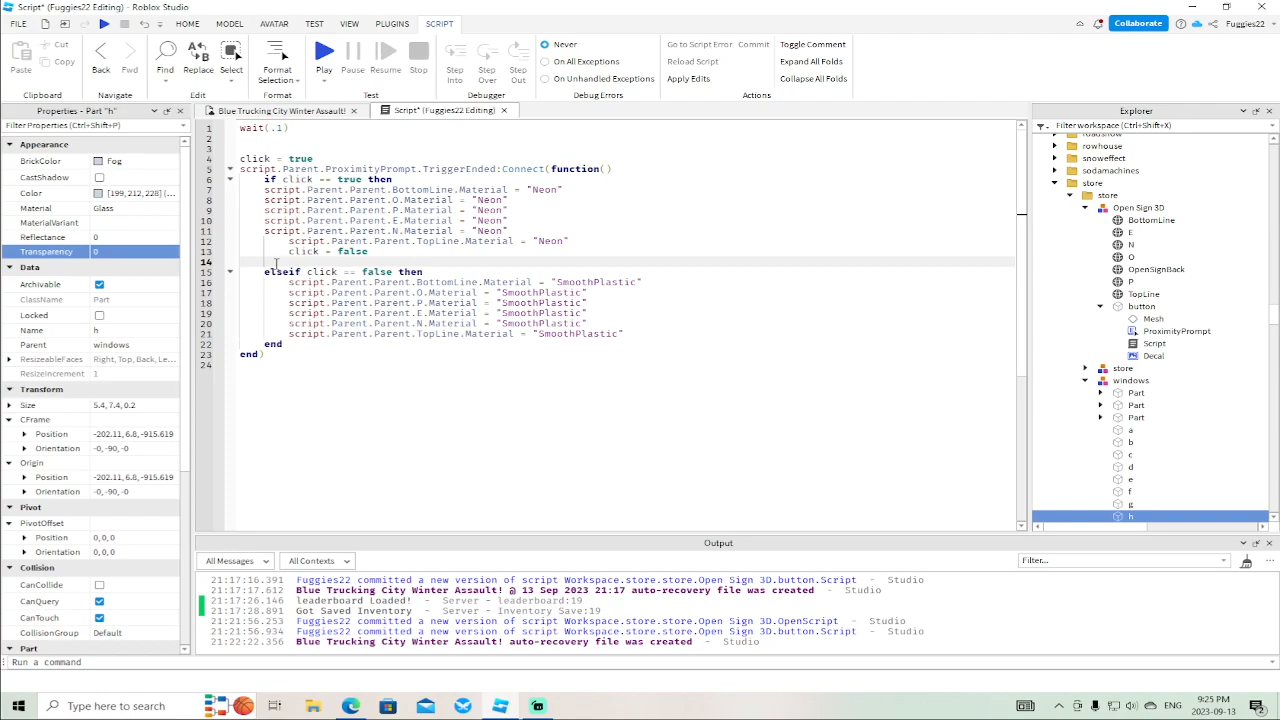 Script* (Fuggies22 Editing) - Roblox Studio
FILE HOME MODEL AVATAR TEST VIEW PLUGINS SCRIPT Collaborate Fuggies22
Paste Cut Copy Back Fwd Find Replace Select Format Selection Play Pause Resume Stop Step Into Step Over Step Out
Never
On All Exceptions
On Unhandled Exceptions
Go to Script Error Commit
Reload Script
Apply Edits
Toggle Comment
Expand All Folds
Collapse All Folds
Clipboard Navigate Edit Format Test Debugger Debug Errors Actions
Properties - Part "h"
Filter Properties (Ctrl+Shift+P)
Appearance
BrickColor Fog
CastShadow
Color [199,212,228] (...
Material Glass
MaterialVariant
Reflectance 0
Transparency 0
Data
Archivable
ClassName Part
Locked
Name h
Parent windows
ResizeableFaces Right, Top, Back, Le...
ResizeIncrement 1
Transform
Size 5.4, 7.4, 0.2
CFrame
Position -202.11, 6.8, -915.619
Orientation -0, -90, -0
Origin
Position -202.11, 6.8, -915.619
Orientation -0, -90, -0
Pivot
PivotOffset
Position 0, 0, 0
Orientation 0, 0, 0
Collision
CanCollide
CanQuery
CanTouch
CollisionGroup Default
Part
Run a command
Blue Trucking City Winter Assault! Script* (Fuggies22 Editing)
1 wait(.1)
2
3
4 click = true
5 script.Parent.ProximityPrompt.TriggerEnded:Connect(function()
6 if click == true then
7 script.Parent.Parent.BottomLine.Material = "Neon"
8 script.Parent.Parent.O.Material = "Neon"
9 script.Parent.Parent.P.Material = "Neon"
10 script.Parent.Parent.E.Material = "Neon"
11 script.Parent.Parent.N.Material = "Neon"
12 script.Parent.Parent.TopLine.Material = "Neon"
13 click = false
14
15 elseif click == false then
16 script.Parent.Parent.BottomLine.Material = "SmoothPlastic"
17 script.Parent.Parent.O.Material = "SmoothPlastic"
18 script.Parent.Parent.P.Material = "SmoothPlastic"
19 script.Parent.Parent.E.Material = "SmoothPlastic"
20 script.Parent.Parent.N.Material = "SmoothPlastic"
21 script.Parent.Parent.TopLine.Material = "SmoothPlastic"
22 end
23 end)
24
Explorer
Filter workspace (Ctrl+Shift+X)
roadshow
rowhouse
snoweffect
sodamachines
store
store
Open Sign 3D
BottomLine
E
N
O
OpenSignBack
P
TopLine
button
Mesh
ProximityPrompt
Script
Decal
store
windows
Part
Part
Part
a
b
c
d
e
f
g
h
Output
All Messages All Contexts Filter...
21:17:16.391 Fuggies22 committed a new version of script Workspace.store.store.Open Sign 3D.button.Script - Studio
21:17:17.612 Blue Trucking City Winter Assault! @ 13 Sep 2023 21:17 auto-recovery file was created - Studio
21:17:26.146 leaderboard Loaded! - Server - leaderboard:19
21:17:28.891 Got Saved Inventory - Server - Inventory Save:19
21:21:56.253 Fuggies22 committed a new version of script Workspace.store.store.Open Sign 3D.OpenScript - Studio
21:21:56.934 Fuggies22 committed a new version of script Workspace.store.store.Open Sign 3D.button.Script - Studio
21:22:22.356 Blue Trucking City Winter Assault! auto-recovery file was created - Studio
Type here to search ENG 9:25 PM
2023-09-13